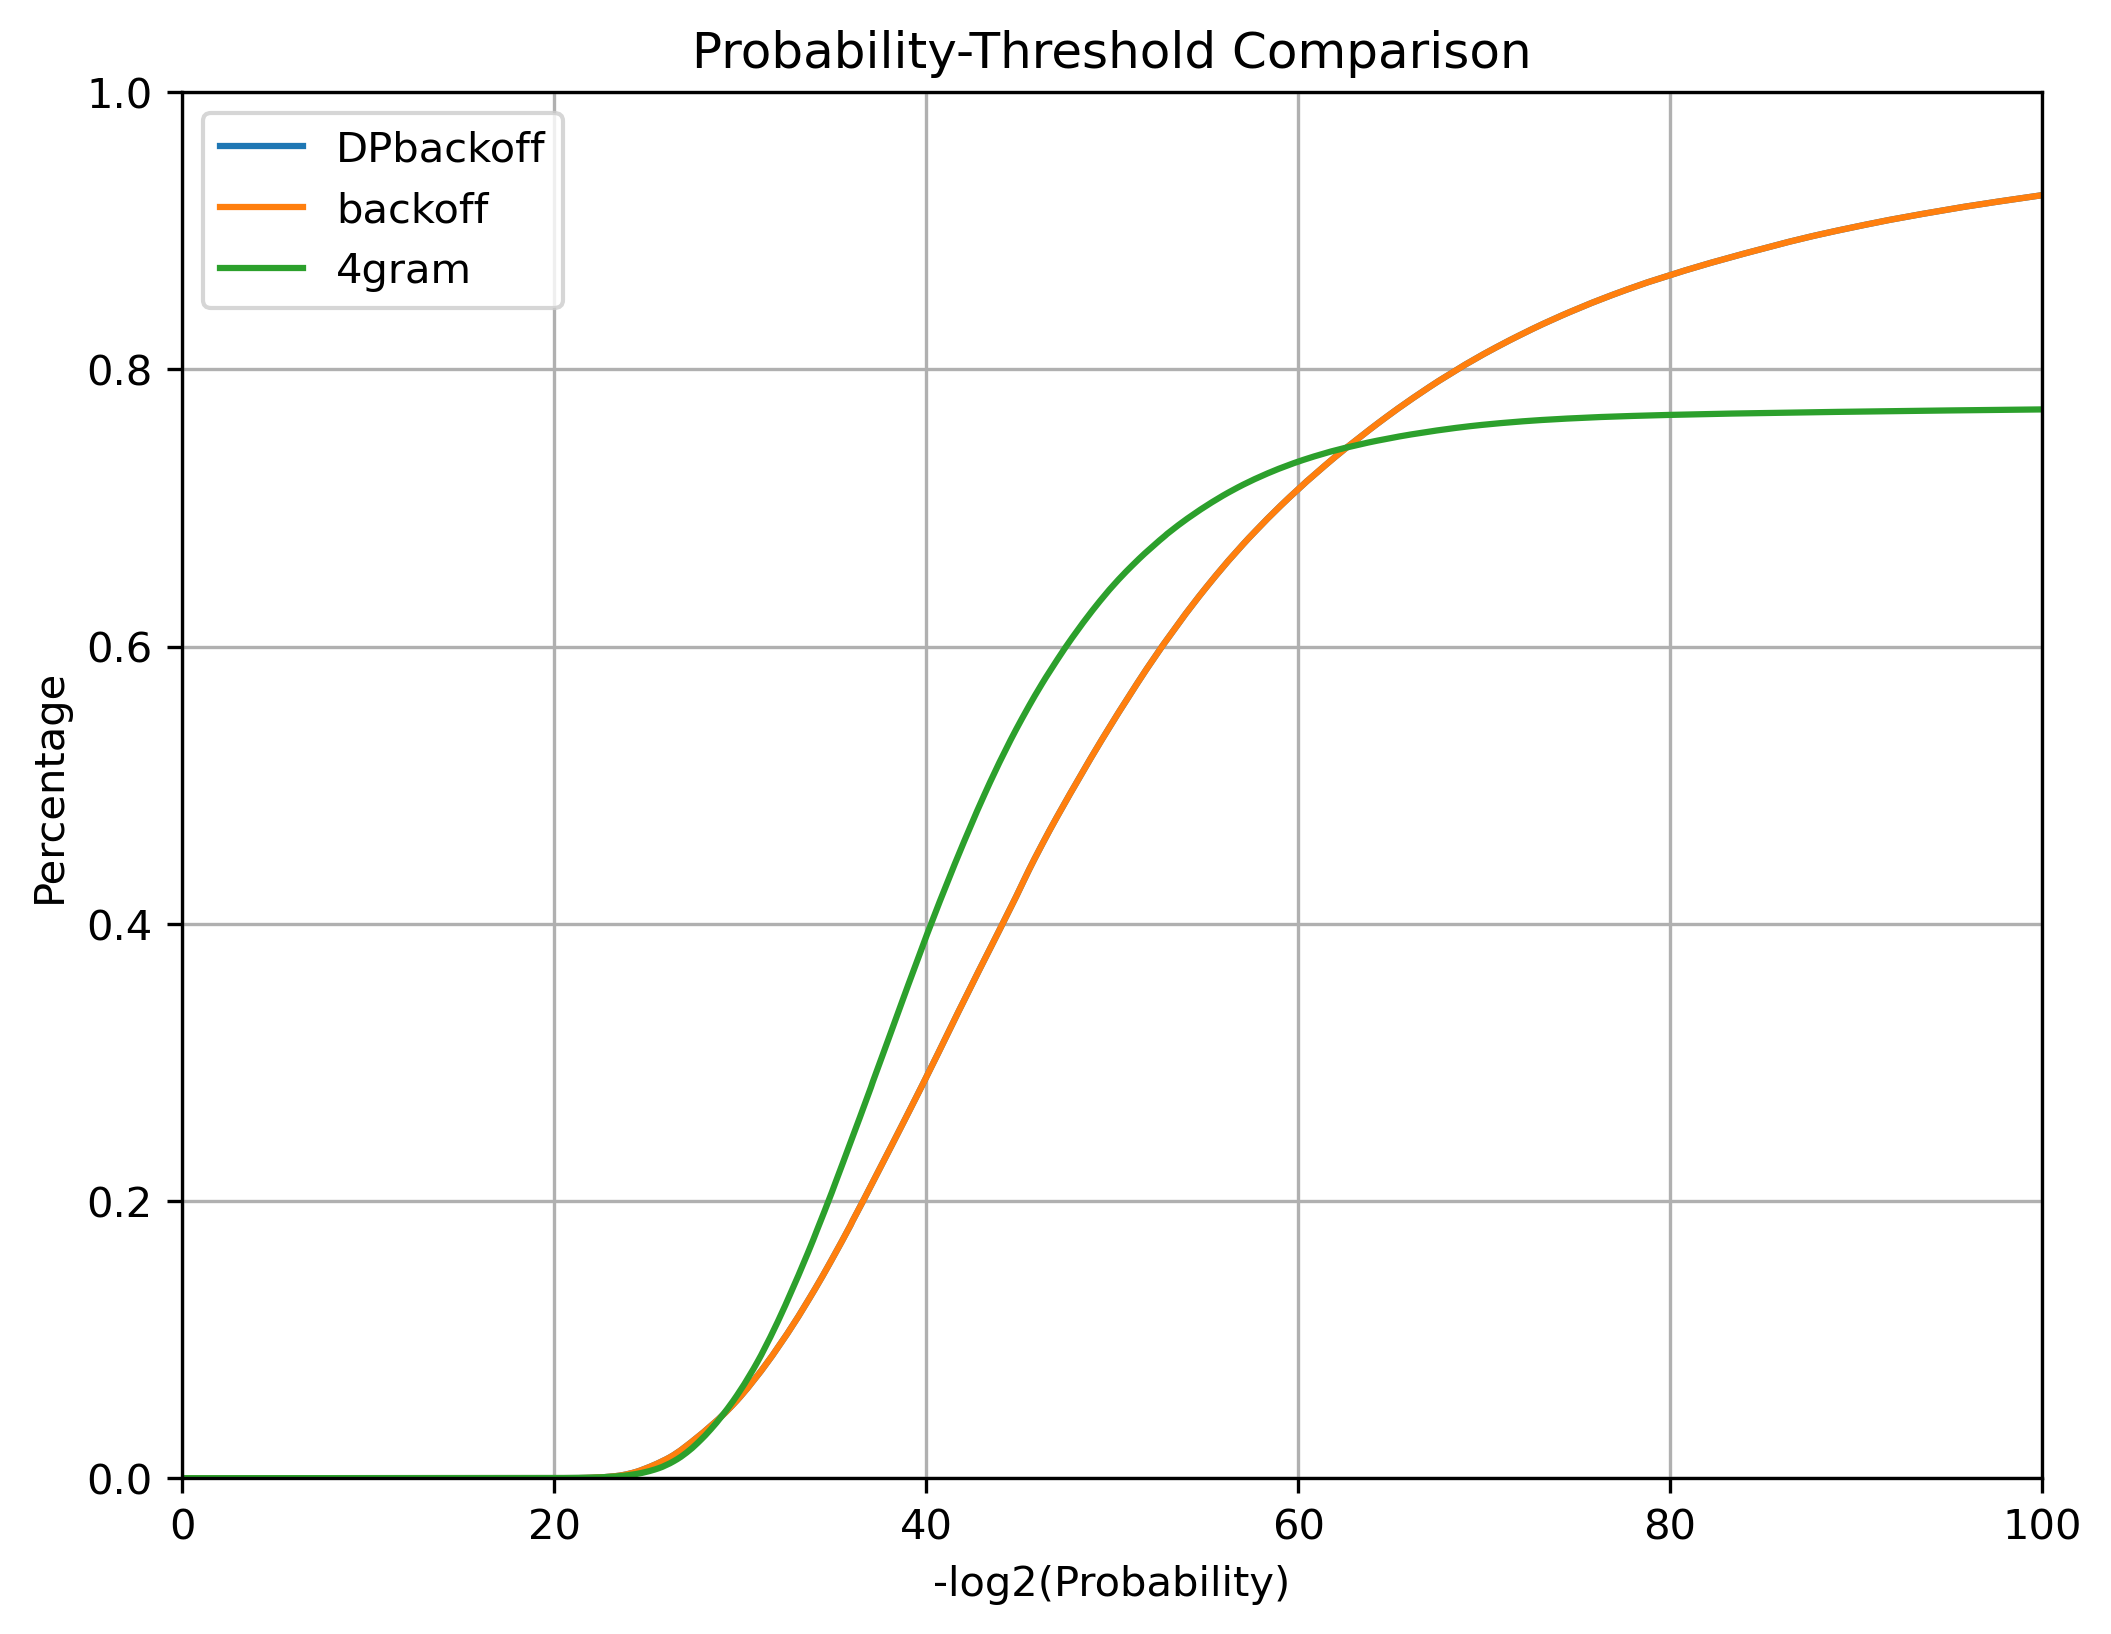 Probability-Threshold Comparison
1.0
0.8
0.6
0.4
0.2
0.0
Percentage
DPbackoff
backoff
4gram
0 20 40 60 80 100
-log2(Probability)